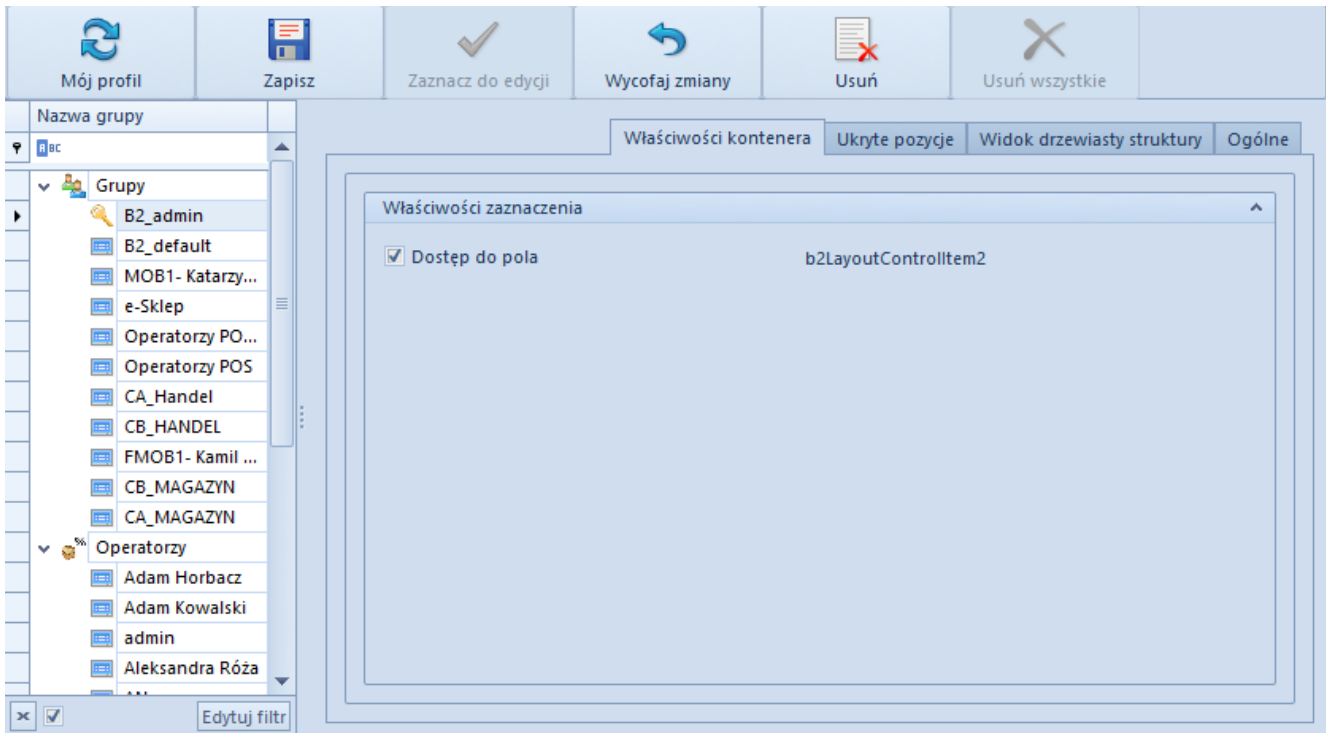 Mój profil
Zapisz
Zaznacz do edycji
Wycofaj zmiany
Usuń
Usuń wszystkie
Nazwa grupy
ABC
Grupy
B2_admin
B2_default
MOB1- Katarzy...
e-Sklep
Operatorzy PO...
Operatorzy POS
CA_Handel
CB_HANDEL
FMOB1- Kamil ...
CB_MAGAZYN
CA_MAGAZYN
Operatorzy
Adam Horbacz
Adam Kowalski
admin
Aleksandra Róża
Edytuj filtr
Właściwości kontenera
Ukryte pozycje
Widok drzewiasty struktury
Ogólne
Właściwości zaznaczenia
Dostęp do pola
b2LayoutControlItem2